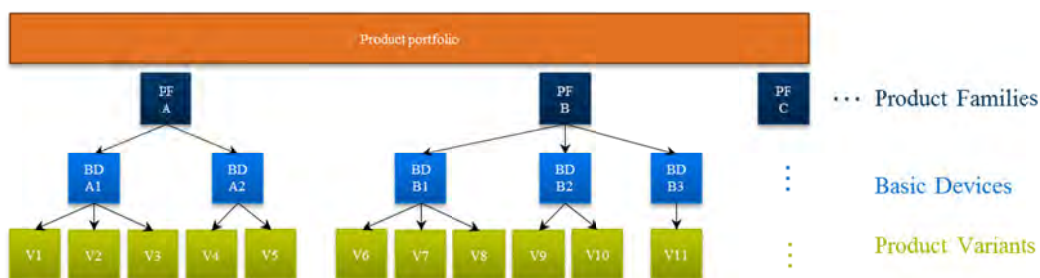 Product portfolio
PF
A
PF
B
PF
C
... Product Families
BD
A1
BD
A2
BD
B1
BD
B2
BD
B3
Basic Devices
V1
V2
V3
V4
V5
V6
V7
V8
V9
V10
V11
Product Variants